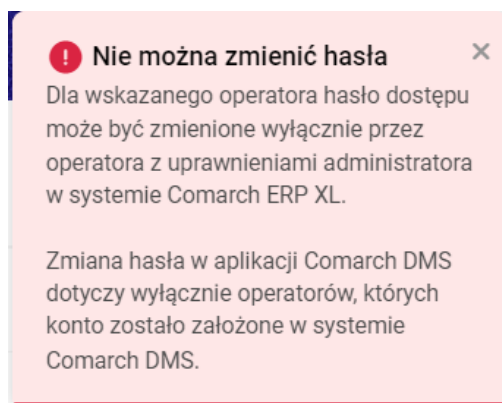 Nie można zmienić hasła
Dla wskazanego operatora hasło dostępu
może być zmienione wyłącznie przez
operatora z uprawnieniami administratora
w systemie Comarch ERP XL.
Zmiana hasła w aplikacji Comarch DMS
dotyczy wyłącznie operatorów, których
konto zostało założone w systemie
Comarch DMS.